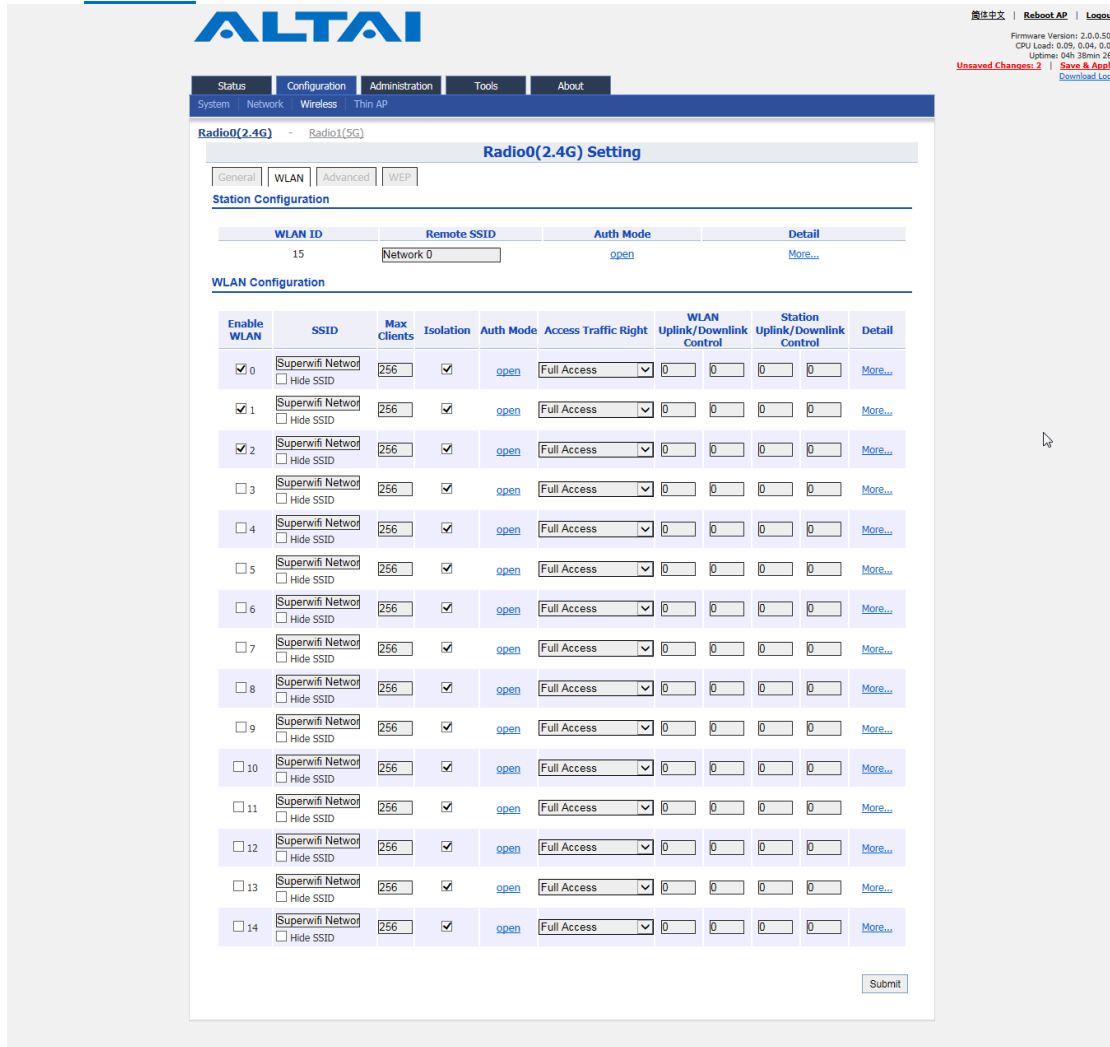 ALTAI
简体中文 | Reboot AP |
Firmware Version:
CPU Load: 0.09, 0.04,
Uptime: 04h 38min
Unsaved Changes: 2 | Save &
Download
Status Configuration Administration Tools About
System Network Wireless Thin AP
Radio0(2.4G) - Radio1(5G)
Radio0(2.4G) Setting
General WLAN Advanced WEP
Station Configuration
WLAN ID Remote SSID Auth Mode Detail
15 Network 0 open More...
WLAN Configuration
Enable WLAN SSID Max Clients Isolation Auth Mode Access Traffic Right WLAN Uplink/Downlink Control Station Uplink/Downlink Control Detail
0 Superwifi Networ 256 open Full Access 0 0 0 0 More...
Hide SSID
1 Superwifi Networ 256 open Full Access 0 0 0 0 More...
Hide SSID
2 Superwifi Networ 256 open Full Access 0 0 0 0 More...
Hide SSID
3 Superwifi Networ 256 open Full Access 0 0 0 0 More...
Hide SSID
4 Superwifi Networ 256 open Full Access 0 0 0 0 More...
Hide SSID
5 Superwifi Networ 256 open Full Access 0 0 0 0 More...
Hide SSID
6 Superwifi Networ 256 open Full Access 0 0 0 0 More...
Hide SSID
7 Superwifi Networ 256 open Full Access 0 0 0 0 More...
Hide SSID
8 Superwifi Networ 256 open Full Access 0 0 0 0 More...
Hide SSID
9 Superwifi Networ 256 open Full Access 0 0 0 0 More...
Hide SSID
10 Superwifi Networ 256 open Full Access 0 0 0 0 More...
Hide SSID
11 Superwifi Networ 256 open Full Access 0 0 0 0 More...
Hide SSID
12 Superwifi Networ 256 open Full Access 0 0 0 0 More...
Hide SSID
13 Superwifi Networ 256 open Full Access 0 0 0 0 More...
Hide SSID
14 Superwifi Networ 256 open Full Access 0 0 0 0 More...
Hide SSID
Submit